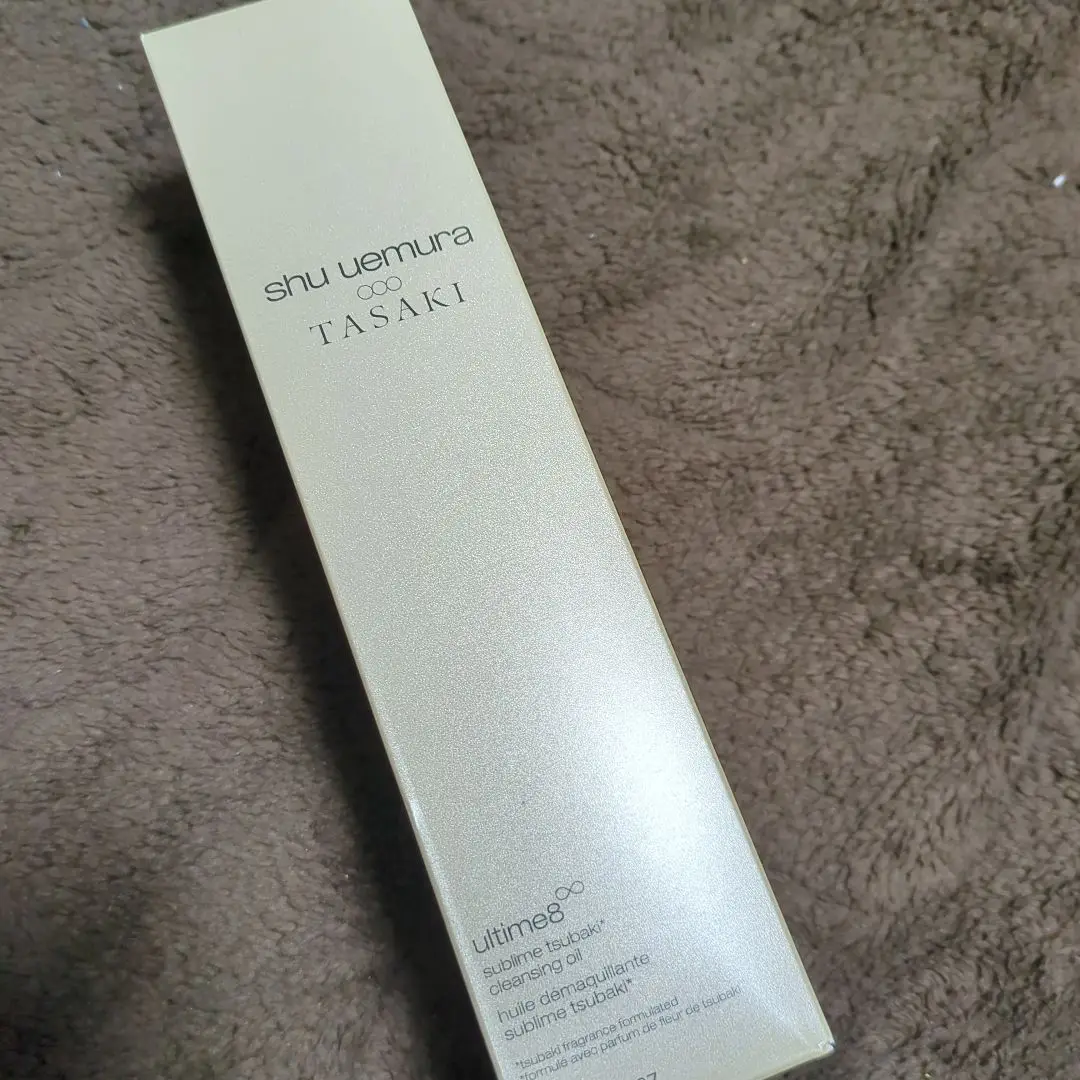 shu uemura
TASAKI
ultime8∞
sublime tsubaki*
cleansing oil
huile démaquillante
sublime tsubaki*
*tsubaki fragrance formulated
*formulé avec parfum de fleur de tsubaki